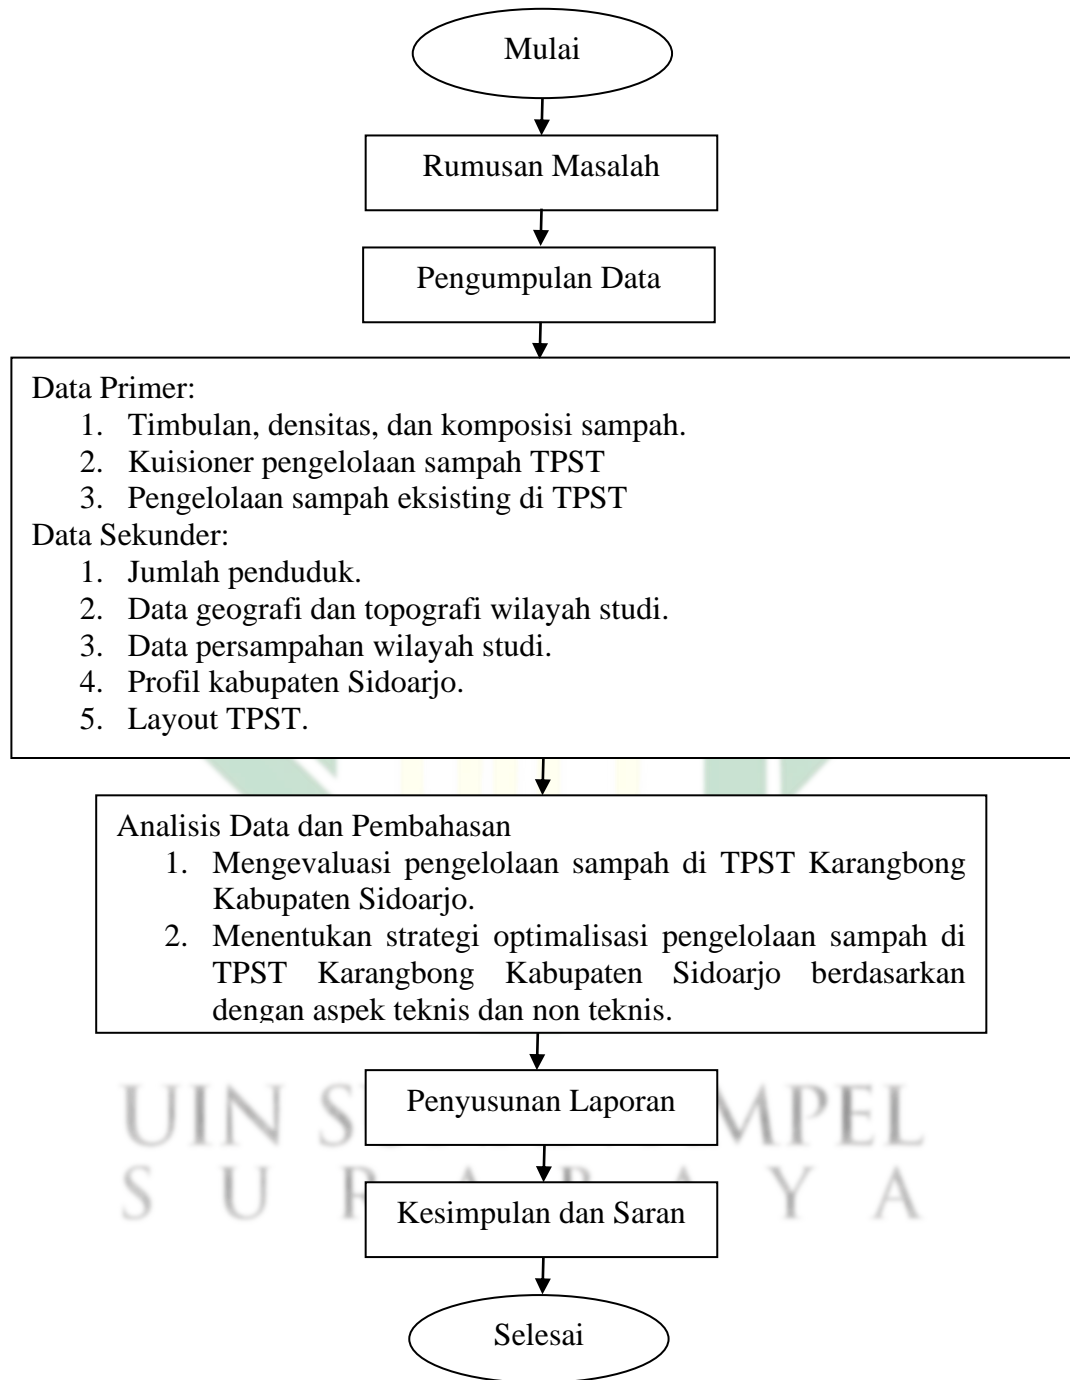 Mulai
Rumusan Masalah
Pengumpulan Data
Data Primer:
1. Timbulan, densitas, dan komposisi sampah.
2. Kuisioner pengelolaan sampah TPST
3. Pengelolaan sampah eksisting di TPST
Data Sekunder:
1. Jumlah penduduk.
2. Data geografi dan topografi wilayah studi.
3. Data persampahan wilayah studi.
4. Profil kabupaten Sidoarjo.
5. Layout TPST.
Analisis Data dan Pembahasan
1. Mengevaluasi pengelolaan sampah di TPST Karangbong
Kabupaten Sidoarjo.
2. Menentukan strategi optimalisasi pengelolaan sampah di
TPST Karangbong Kabupaten Sidoarjo berdasarkan
dengan aspek teknis dan non teknis.
Penyusunan Laporan
Kesimpulan dan Saran
Selesai
UIN
S U R A B A Y A